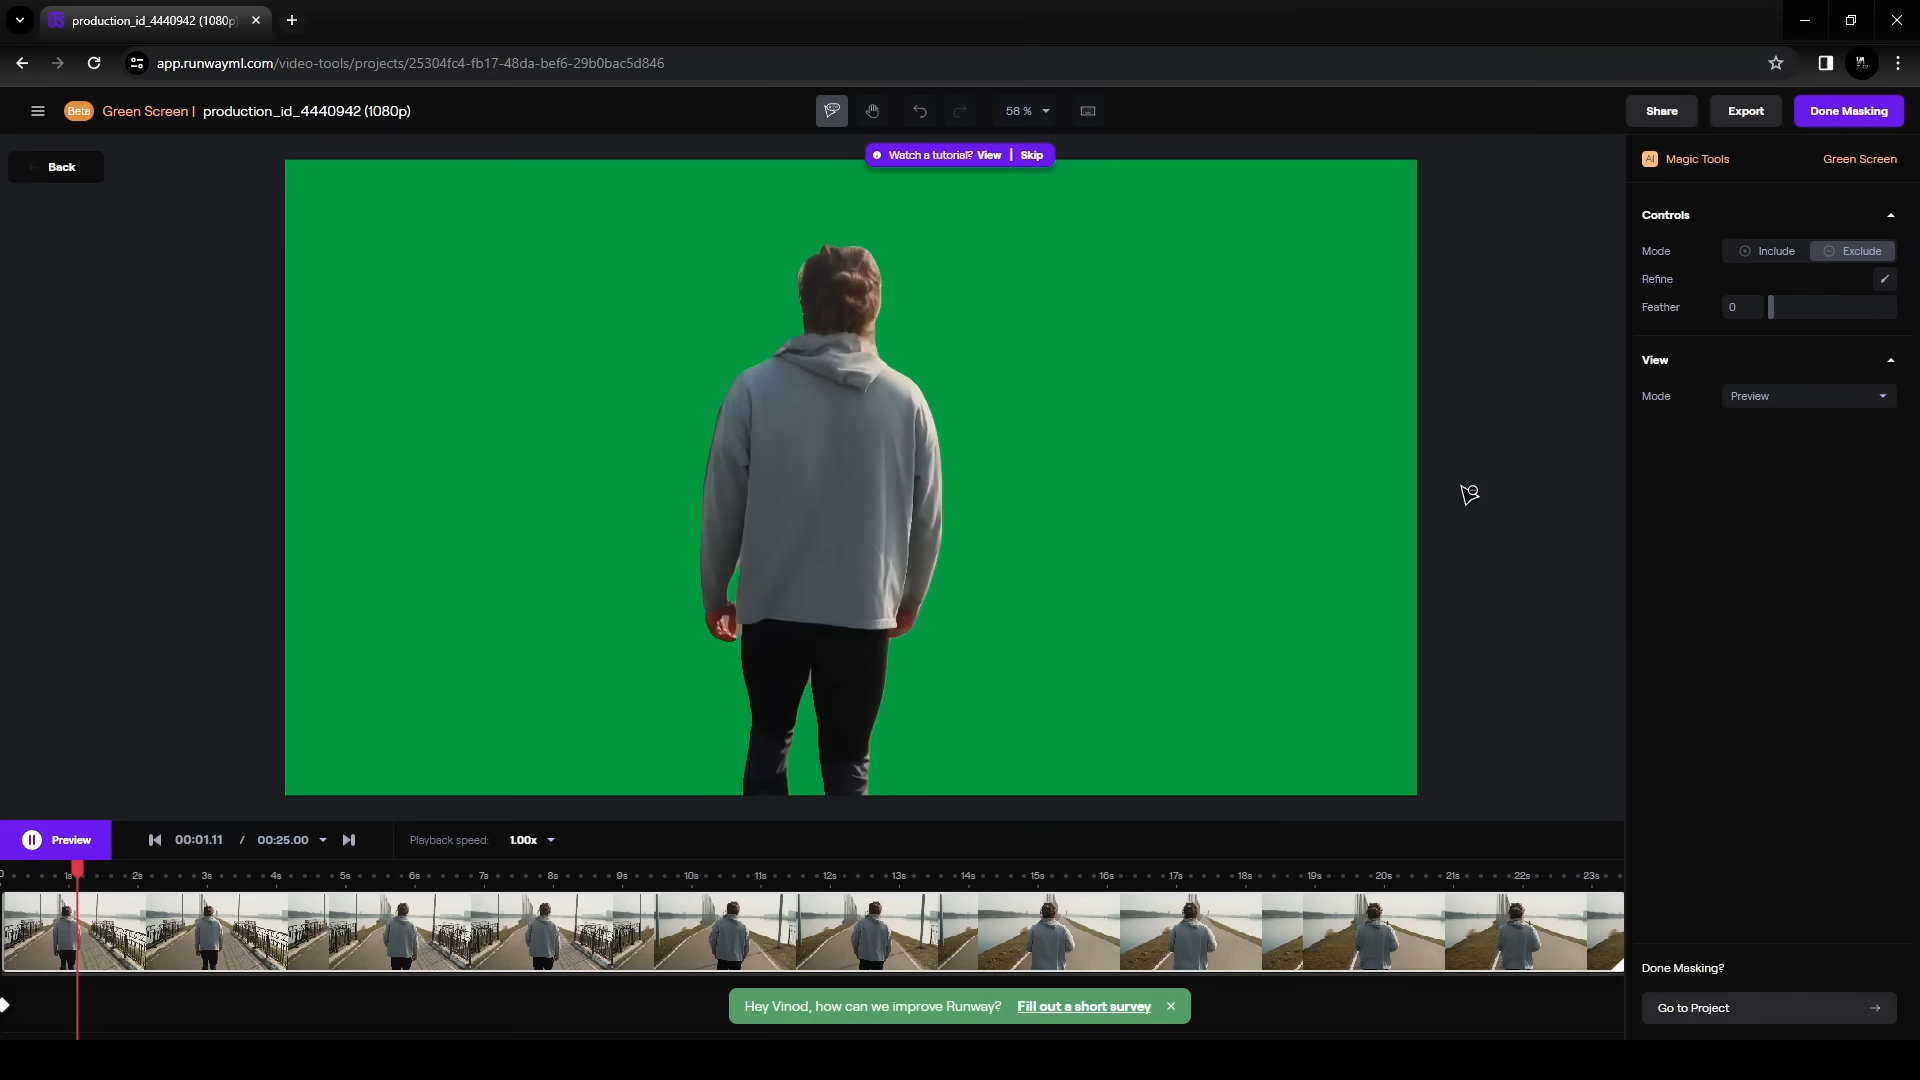 production_id_4440942 (1080p
app.runwayml.com/video-tools/projects/25304fc4-fb17-48da-bef6-29b0bac5d846
Beta Green Screen | production_id_4440942 (1080p) 58 % Share Export Done Masking
Back
Watch a tutorial? View | Skip
AI Magic Tools Green Screen
Controls
Mode Include Exclude
Refine
Feather 0
View
Mode Preview
Preview 00:01.11 / 00:25.00 Playback speed: 1.00x
0 1s 2s 3s 4s 5s 6s 7s 8s 9s 10s 11s 12s 13s 14s 15s 16s 17s 18s 19s 20s 21s 22s 23s
Done Masking?
Hey Vinod, how can we improve Runway? Fill out a short survey
Go to Project